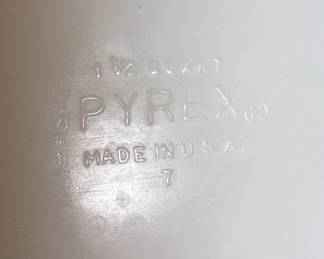 1 1/2 QUART
PYREX®
MADE IN U.S.A.
7